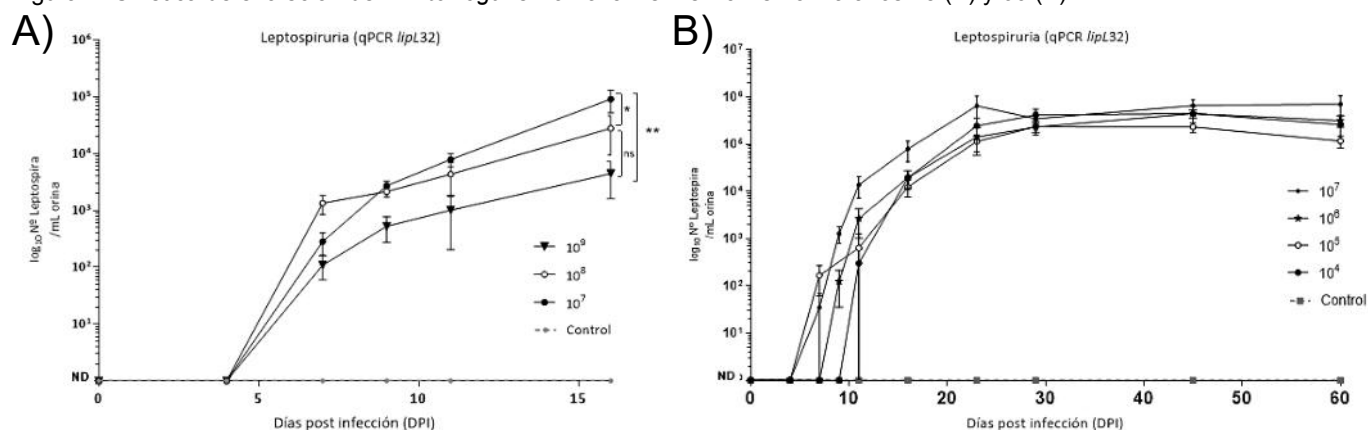 A)
Leptospiruria (qPCR lipL32)
log₁₀ Nº Leptospira
/mL orina
10⁶
10⁵
10⁴
10³
10²
10¹
ND
0
5
10
15
Días post infección (DPI)
10⁹
10⁸
10⁷
Control
*
ns
**
B)
Leptospiruria (qPCR lipL32)
log₁₀ Nº Leptospira
/mL orina
10⁷
10⁶
10⁴
10³
10²
10¹
ND
0
10
20
30
40
50
60
Días post infección (DPI)
10⁷
10⁶
10⁵
10⁴
Control